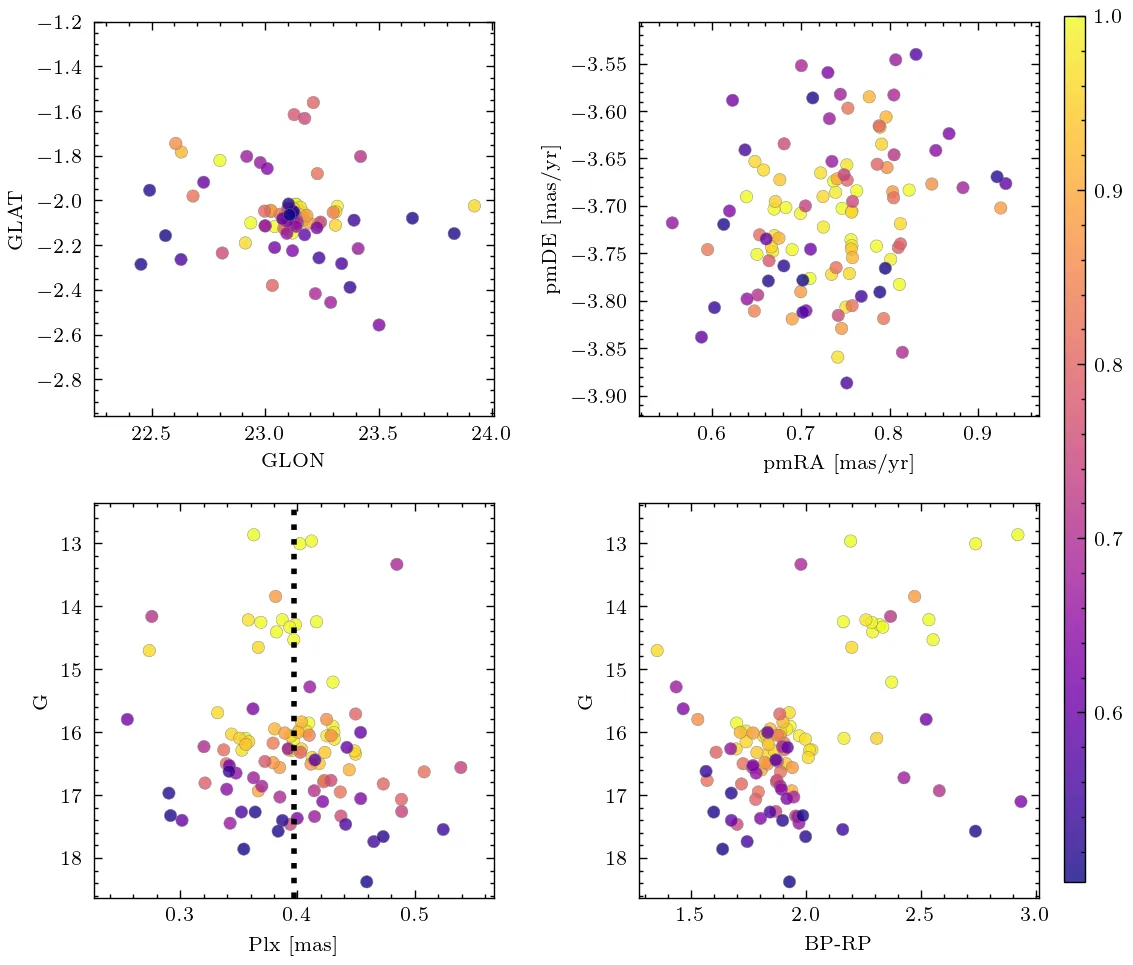 −1.2
−1.4
−1.6
−1.8
−2.0
−2.2
−2.4
−2.6
−2.8
GLAT
22.5 23.0 23.5 24.0
GLON
−3.55
−3.60
−3.65
−3.70
−3.75
−3.80
−3.85
−3.90
pmDE [mas/yr]
0.6 0.7 0.8 0.9
pmRA [mas/yr]
1.0
0.9
0.8
0.7
0.6
13
14
15
16
17
18
G
0.3 0.4 0.5
Plx [mas]
13
14
15
16
17
18
G
1.5 2.0 2.5 3.0
BP-RP